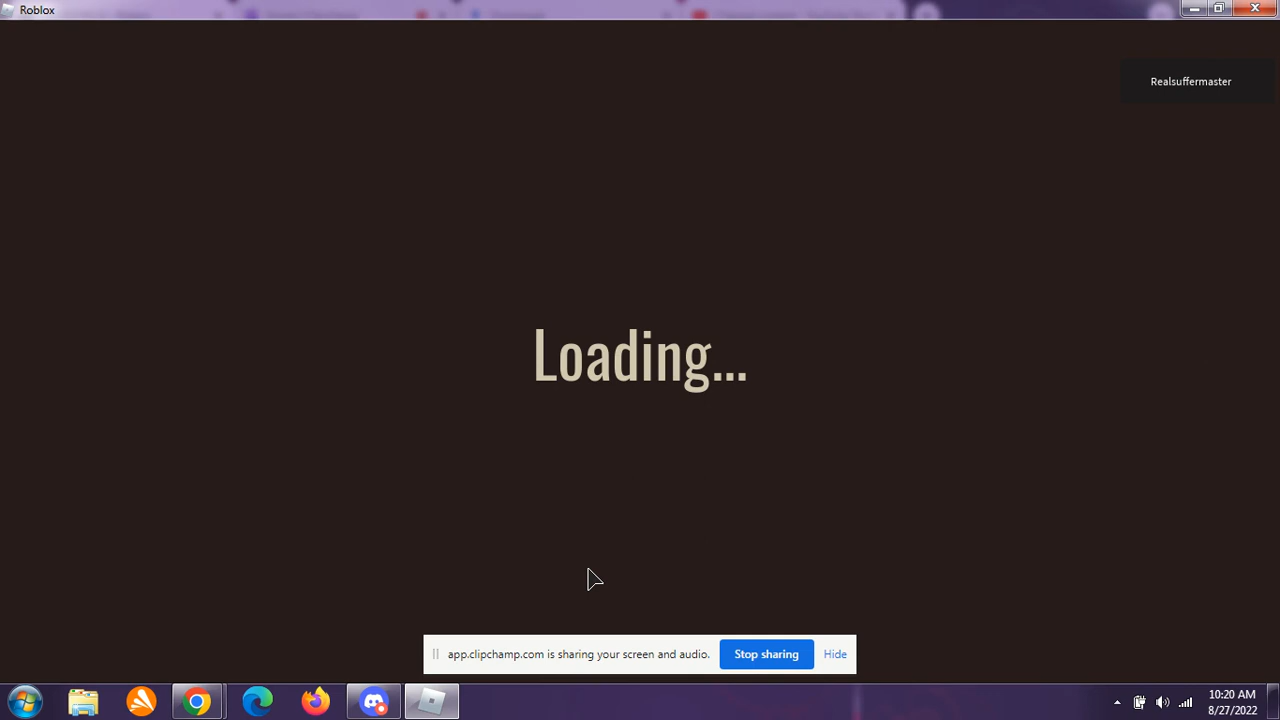 Roblox
Realsuffermaster
Loading...
app.clipchamp.com is sharing your screen and audio.
Stop sharing
Hide
10:20 AM
8/27/2022